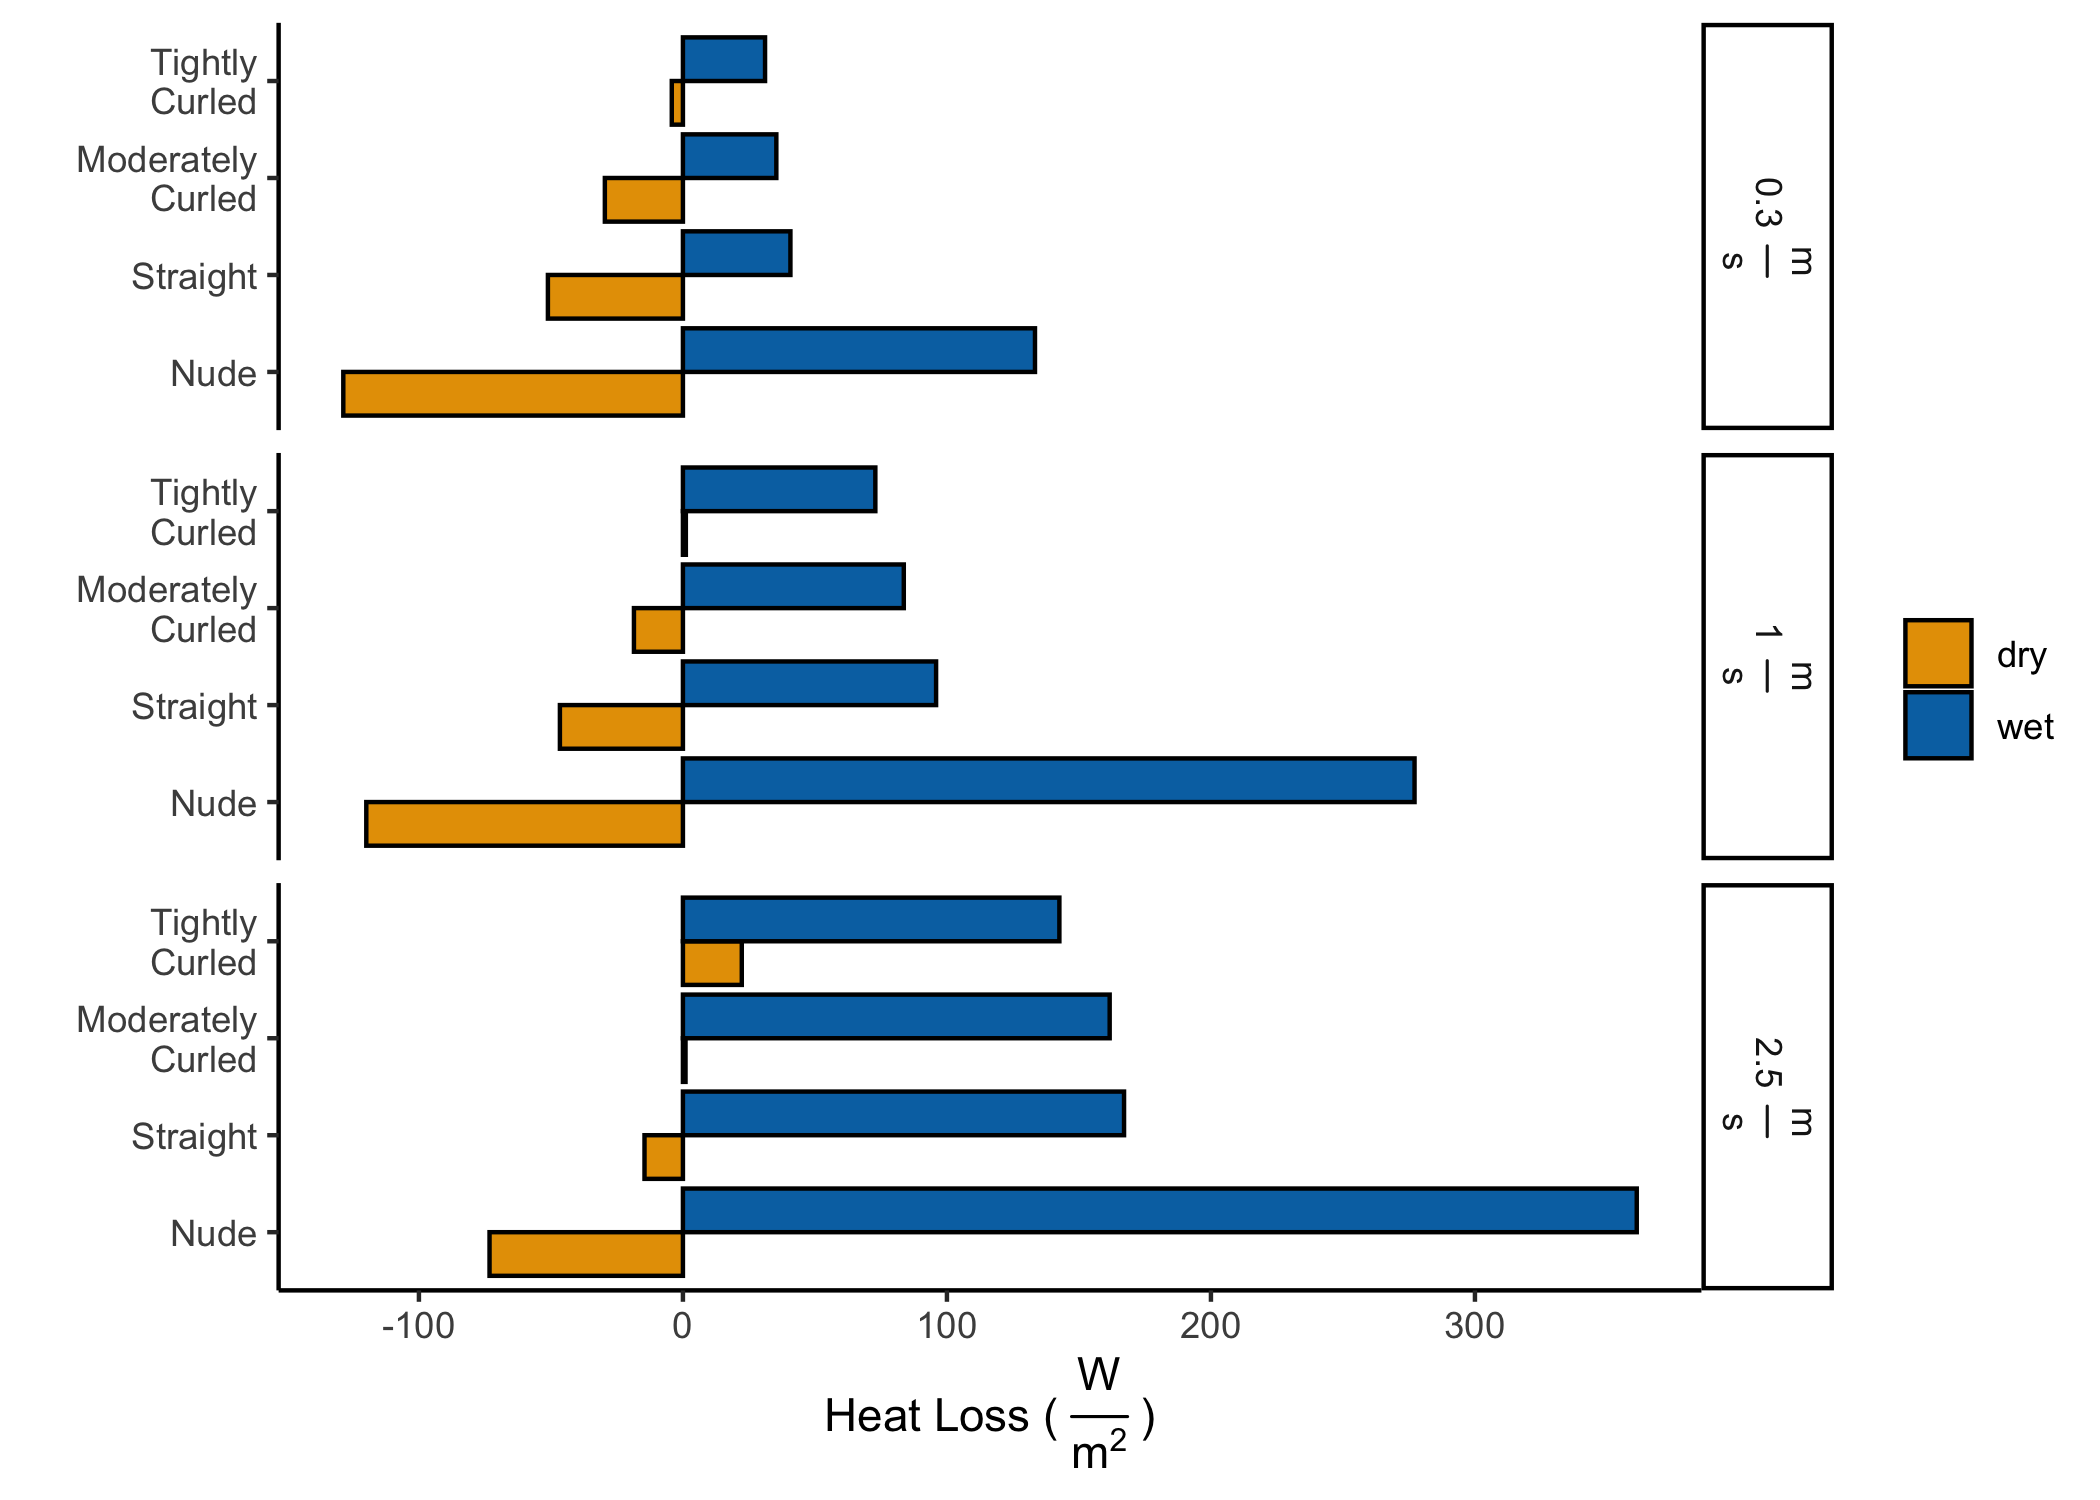 Tightly
Curled
Moderately
Curled
Straight
Nude
0.3 m/s
Tightly
Curled
Moderately
Curled
Straight
Nude
1 m/s
Tightly
Curled
Moderately
Curled
Straight
Nude
2.5 m/s
dry
wet
-100 0 100 200 300
Heat Loss (W/m²)